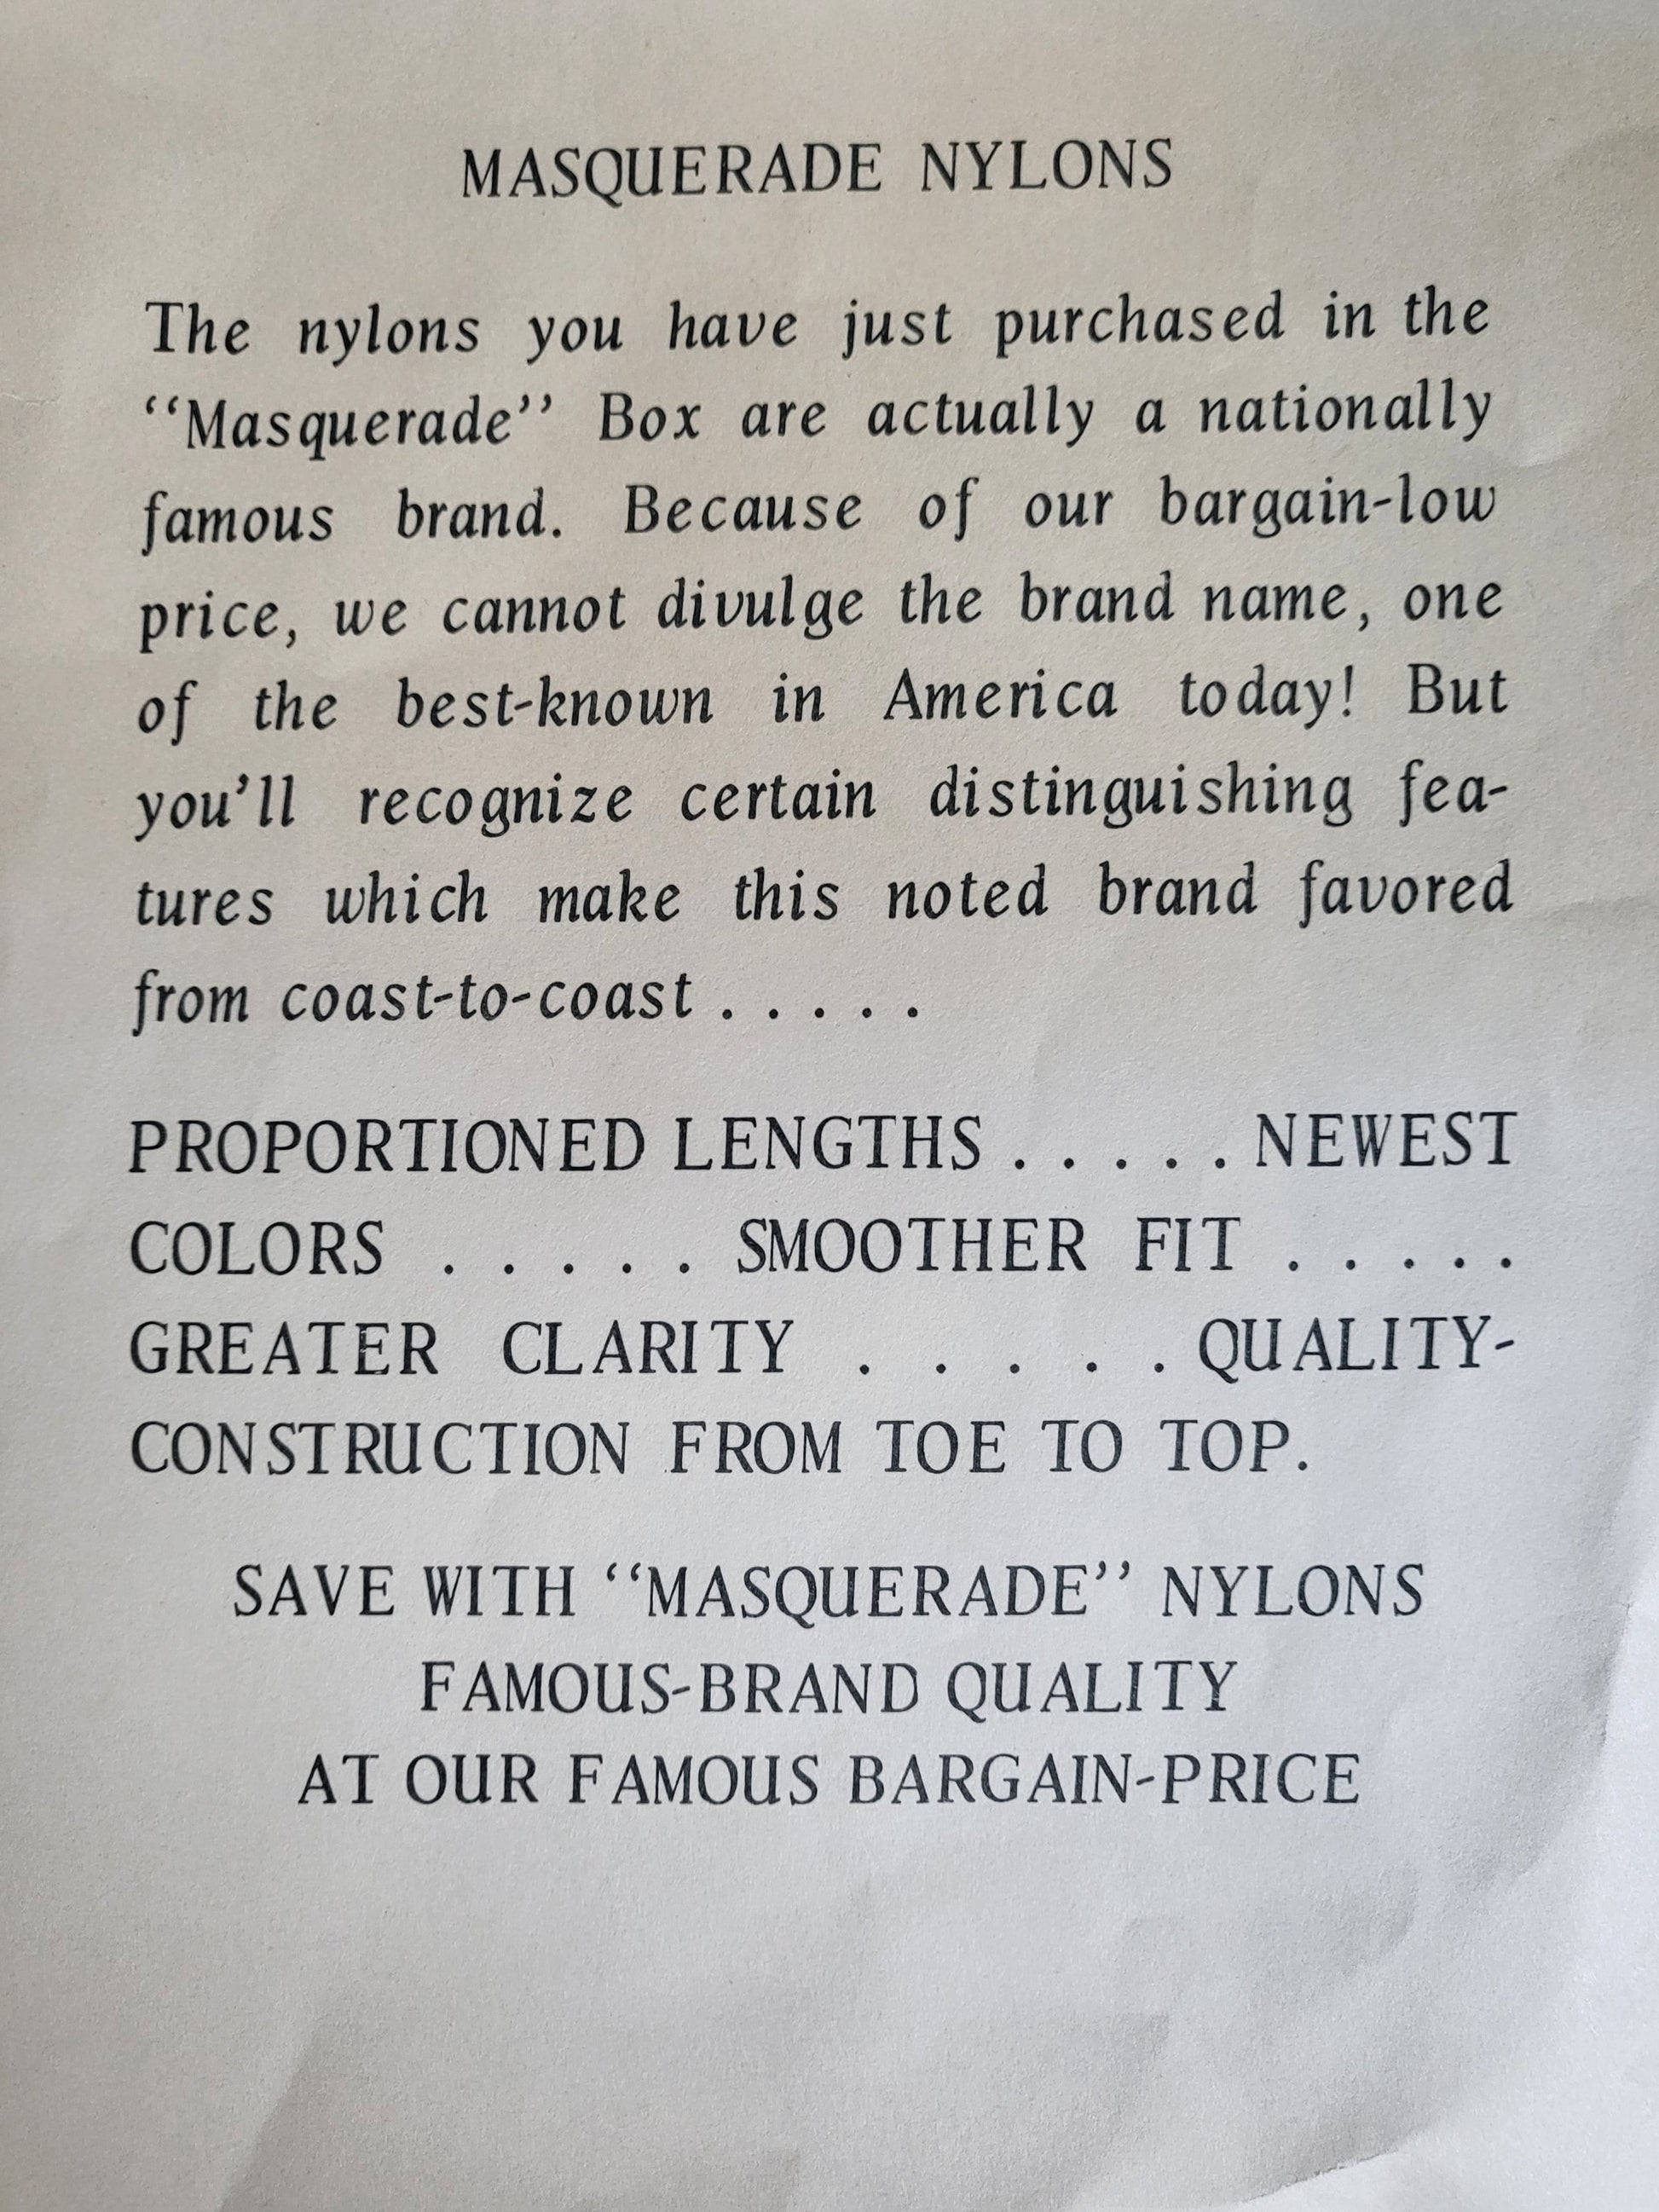 MASQUERADE NYLONS
The nylons you have just purchased in the
‘‘Masquerade’’ Box are actually a nationally
famous brand. Because of our bargain-low
price, we cannot divulge the brand name, one
of the best-known in America today! But
you’ll recognize certain distinguishing fea-
tures which make this noted brand favored
from coast-to-coast . . . . .
PROPORTIONED LENGTHS . . . . . NEWEST
COLORS . . . . . SMOOTHER FIT . . . . .
GREATER CLARITY . . . . . QUALITY-
CONSTRUCTION FROM TOE TO TOP.
SAVE WITH ‘‘MASQUERADE’’ NYLONS
FAMOUS-BRAND QUALITY
AT OUR FAMOUS BARGAIN-PRICE